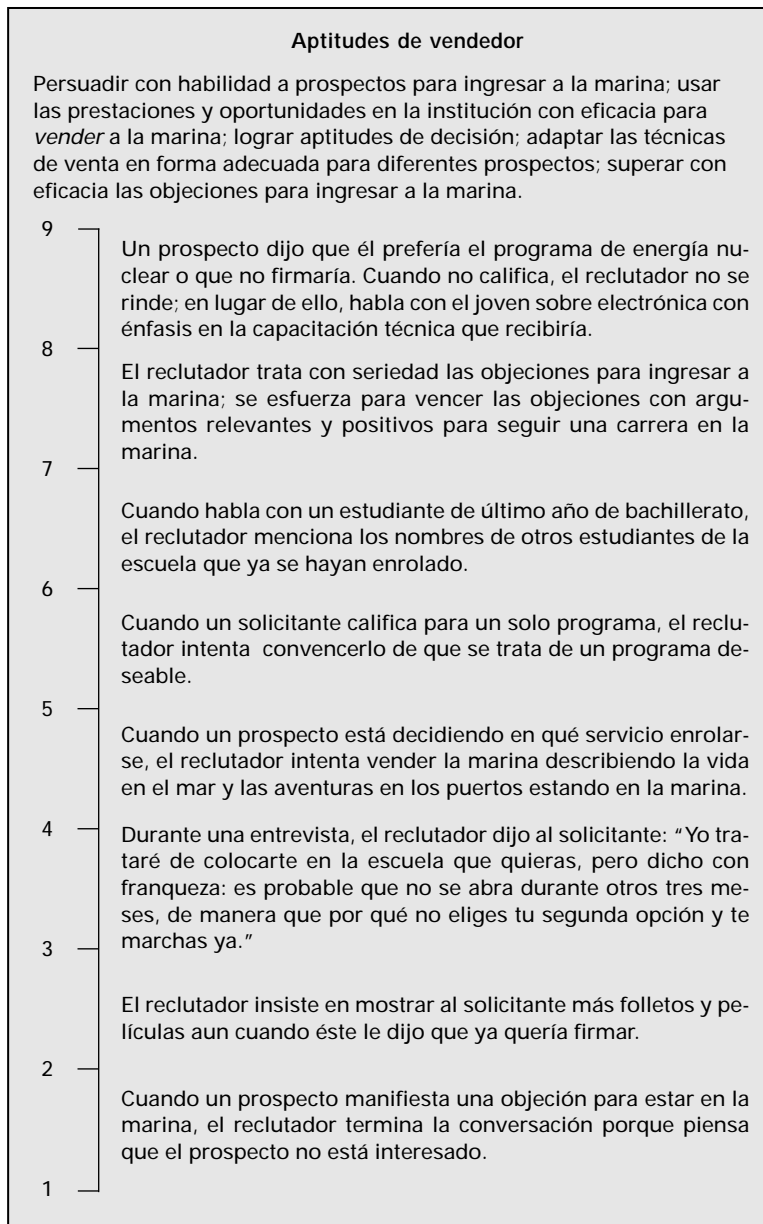 Aptitudes de vendedor
Persuadir con habilidad a prospectos para ingresar a la marina; usar
las prestaciones y oportunidades en la institución con eficacia para
vender a la marina; lograr aptitudes de decisión; adaptar las técnicas
de venta en forma adecuada para diferentes prospectos; superar con
eficacia las objeciones para ingresar a la marina.
9
Un prospecto dijo que él prefería el programa de energía nu-
clear o que no firmaría. Cuando no califica, el reclutador no se
rinde; en lugar de ello, habla con el joven sobre electrónica con
énfasis en la capacitación técnica que recibiría.
8
El reclutador trata con seriedad las objeciones para ingresar a
la marina; se esfuerza para vencer las objeciones con argu-
mentos relevantes y positivos para seguir una carrera en la
marina.
7
Cuando habla con un estudiante de último año de bachillerato,
el reclutador menciona los nombres de otros estudiantes de la
escuela que ya se hayan enrolado.
6
Cuando un solicitante califica para un solo programa, el reclu-
tador intenta convencerlo de que se trata de un programa de-
seable.
5
Cuando un prospecto está decidiendo en qué servicio enrolar-
se, el reclutador intenta vender la marina describiendo la vida
en el mar y las aventuras en los puertos estando en la marina.
4
Durante una entrevista, el reclutador dijo al solicitante: “Yo tra-
taré de colocarte en la escuela que quieras, pero dicho con
franqueza: es probable que no se abra durante otros tres me-
ses, de manera que por qué no eliges tu segunda opción y te
marchas ya.”
3
El reclutador insiste en mostrar al solicitante más folletos y pe-
lículas aun cuando éste le dijo que ya quería firmar.
2
Cuando un prospecto manifiesta una objeción para estar en la
marina, el reclutador termina la conversación porque piensa
que el prospecto no está interesado.
1